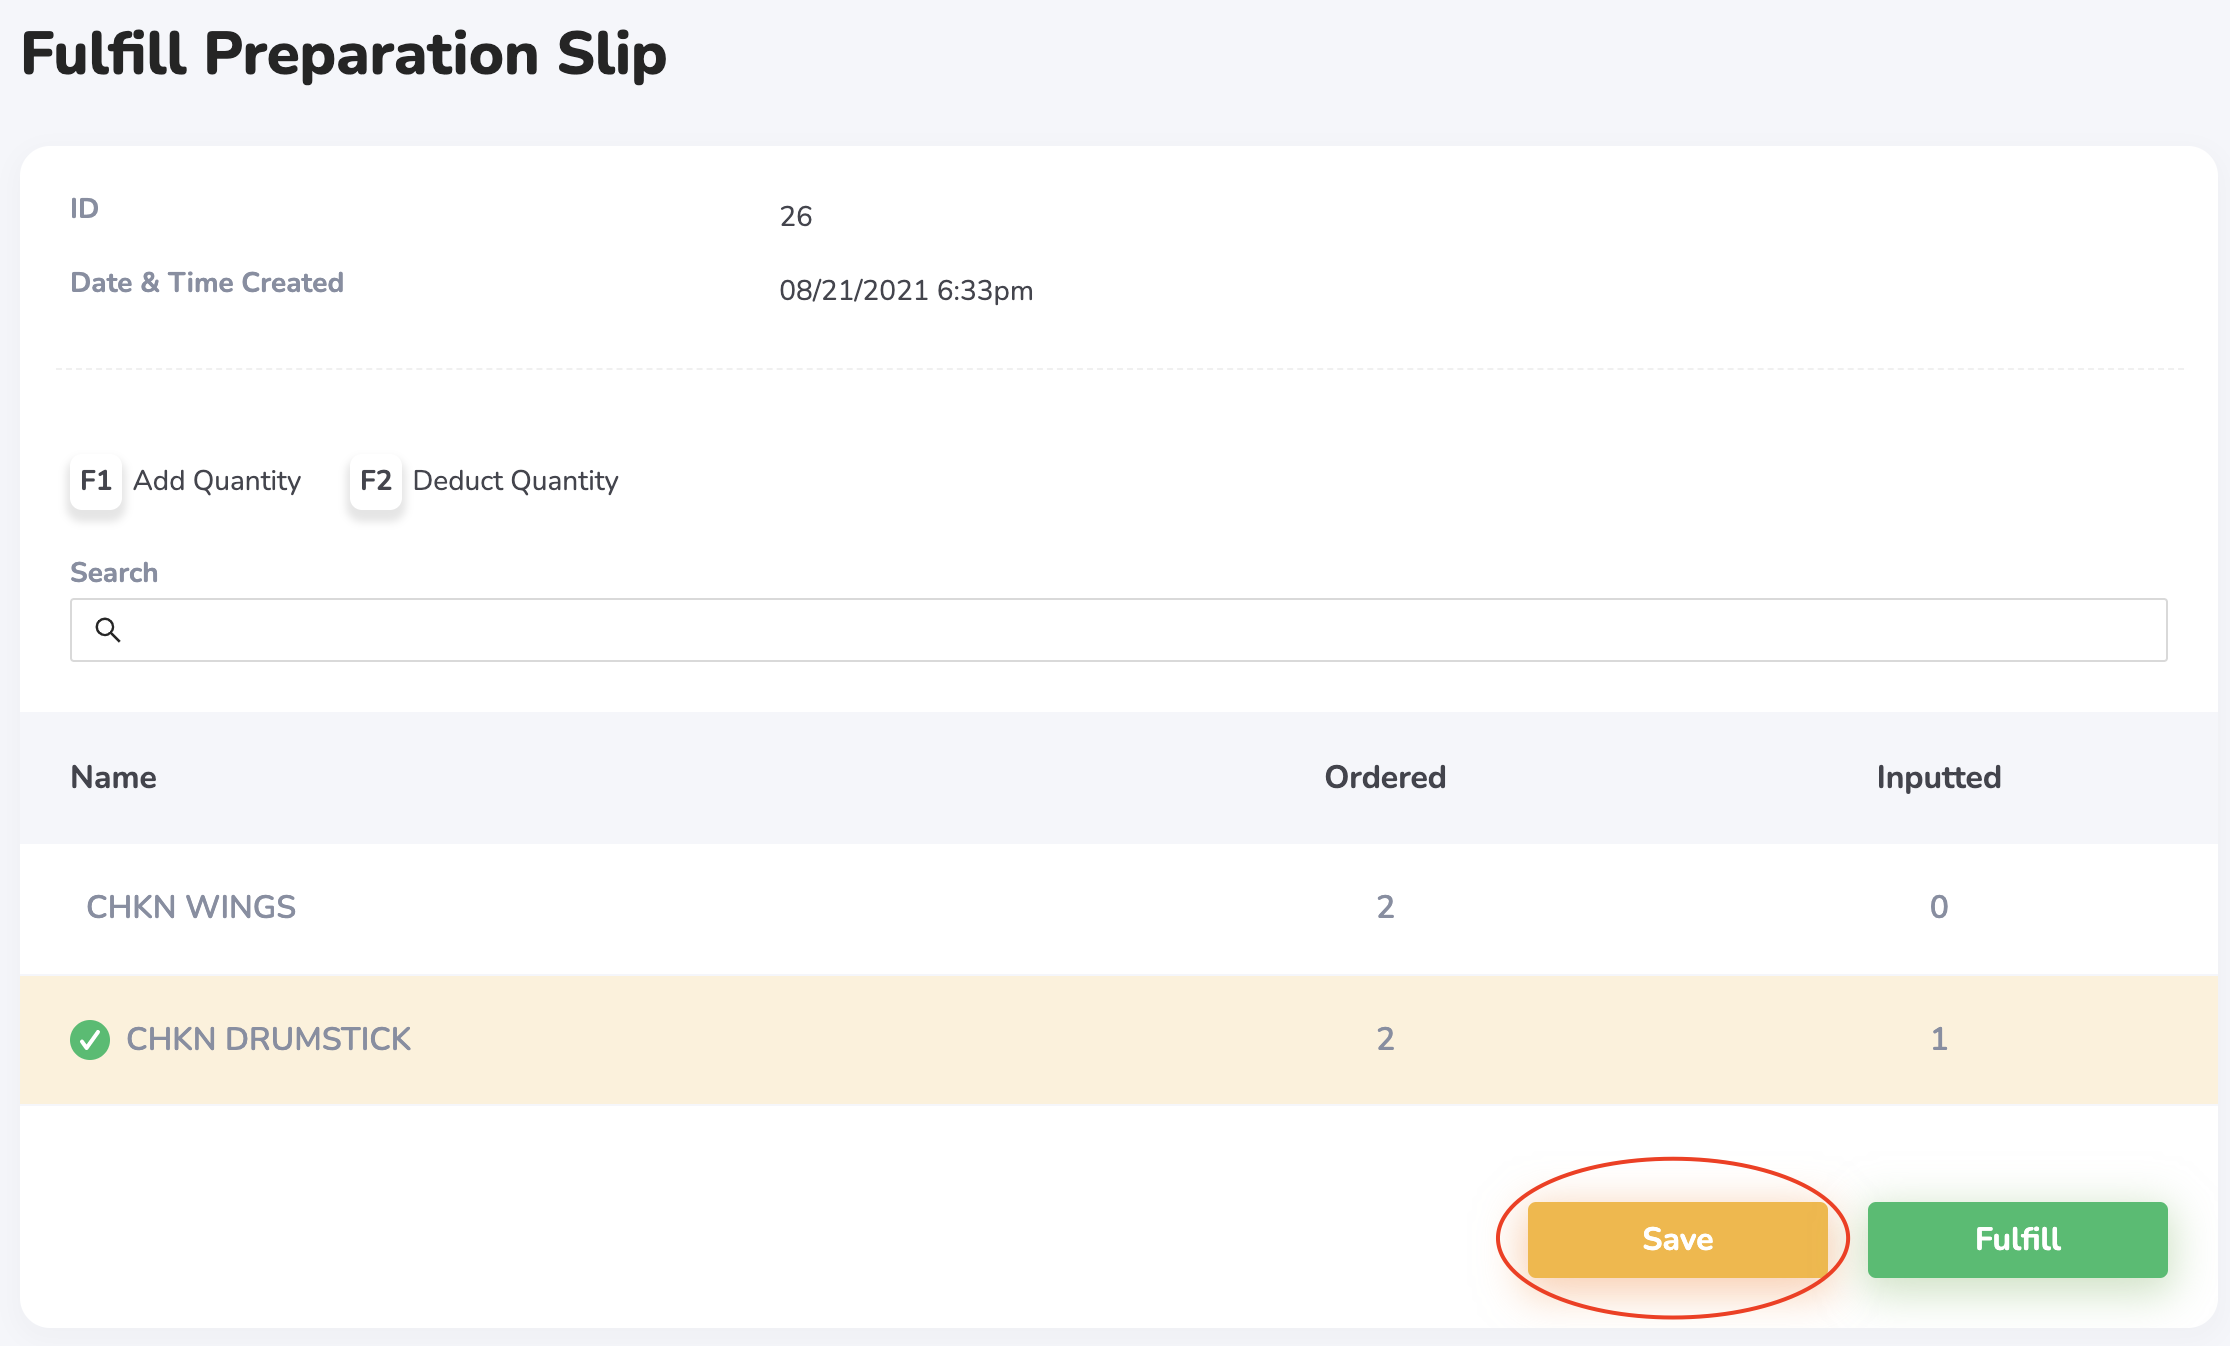 Fulfill Preparation Slip
ID 26
Date & Time Created 08/21/2021 6:33pm
F1 Add Quantity F2 Deduct Quantity
Search
Name Ordered Inputted
CHKN WINGS 2 0
CHKN DRUMSTICK 2 1
Save Fulfill